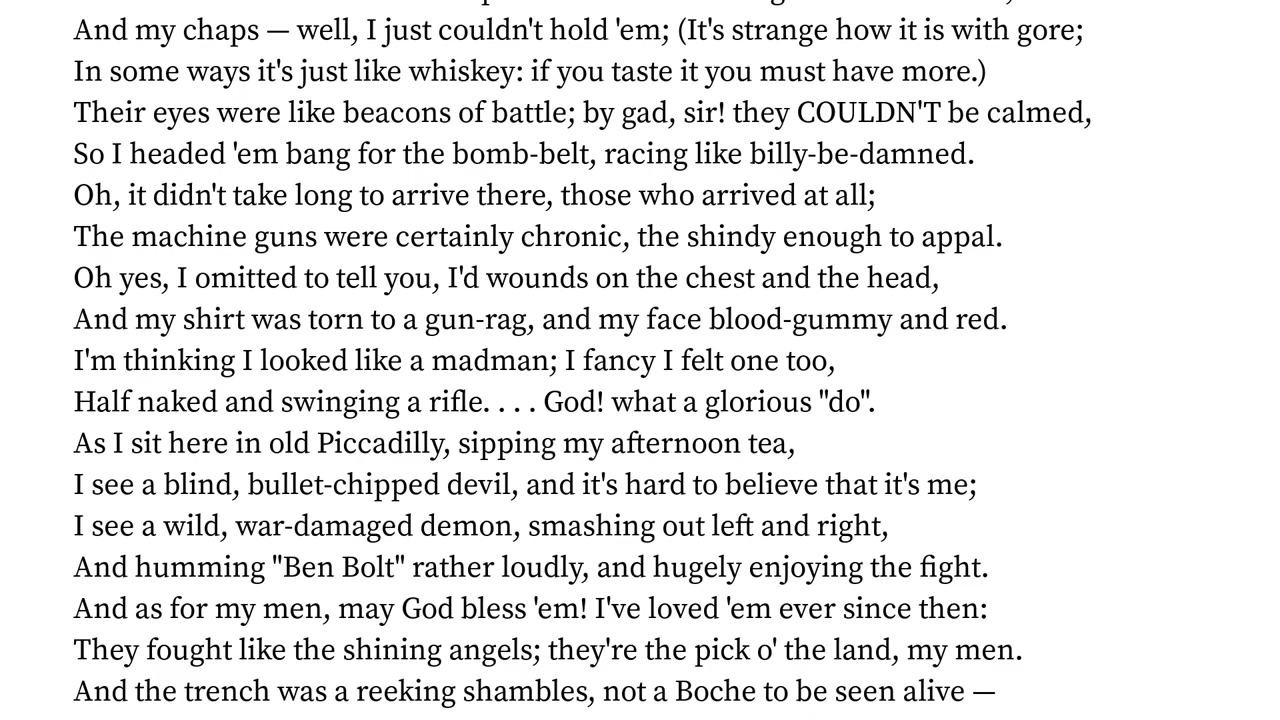 And my chaps — well, I just couldn't hold 'em; (It's strange how it is with gore;
In some ways it's just like whiskey: if you taste it you must have more.)
Their eyes were like beacons of battle; by gad, sir! they COULDN'T be calmed,
So I headed 'em bang for the bomb-belt, racing like billy-be-damned.
Oh, it didn't take long to arrive there, those who arrived at all;
The machine guns were certainly chronic, the shindy enough to appal.
Oh yes, I omitted to tell you, I'd wounds on the chest and the head,
And my shirt was torn to a gun-rag, and my face blood-gummy and red.
I'm thinking I looked like a madman; I fancy I felt one too,
Half naked and swinging a rifle. . . . God! what a glorious "do".
As I sit here in old Piccadilly, sipping my afternoon tea,
I see a blind, bullet-chipped devil, and it's hard to believe that it's me;
I see a wild, war-damaged demon, smashing out left and right,
And humming "Ben Bolt" rather loudly, and hugely enjoying the fight.
And as for my men, may God bless 'em! I've loved 'em ever since then:
They fought like the shining angels; they're the pick o' the land, my men.
And the trench was a reeking shambles, not a Boche to be seen alive —